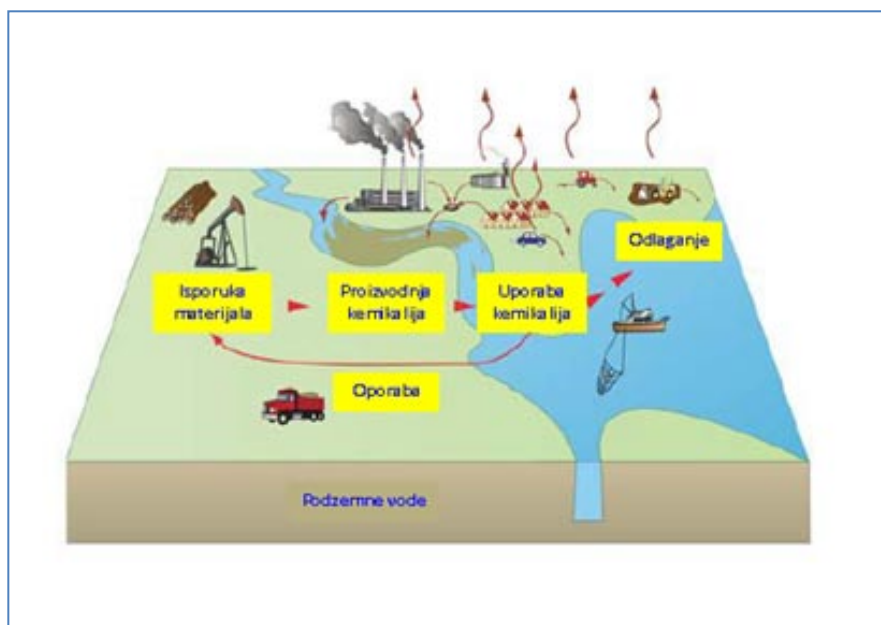 Odlaganje
Isporuka
materijala
Proizvodnja
kemikalija
Uporaba
kemikalija
Oporaba
Podzemne vode